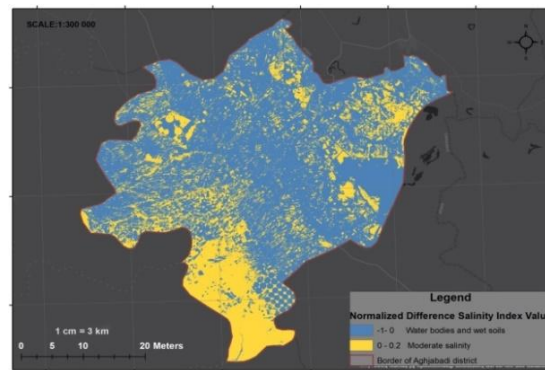 SCALE:1:300 000
N
Legend
Normalized Difference Salinity Index Value
-1- 0 Water bodies and wet soils
0 - 0.2 Moderate salinity
Border of Aghjabadi district
1 cm = 3 km
0 5 10 20 Meters